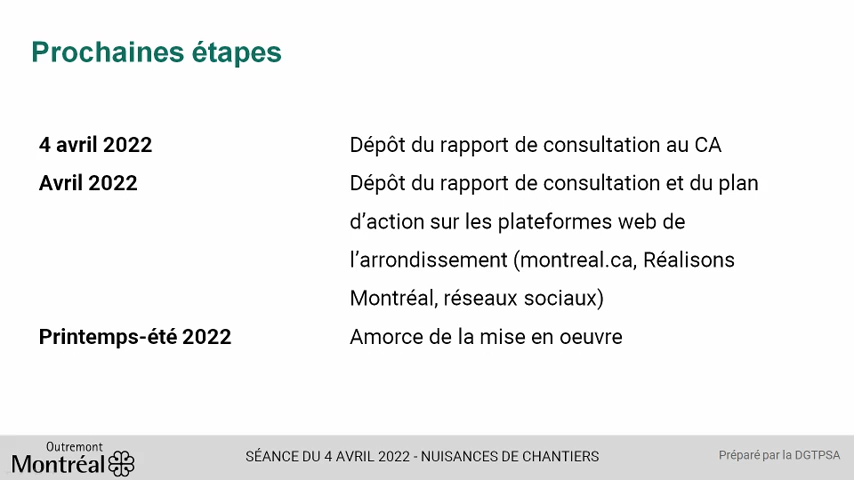 Prochaines étapes
4 avril 2022 Dépôt du rapport de consultation au CA
Avril 2022 Dépôt du rapport de consultation et du plan
d’action sur les plateformes web de
l’arrondissement (montreal.ca, Réalisons
Montréal, réseaux sociaux)
Printemps-été 2022 Amorce de la mise en oeuvre
Outremont
Montréal
SÉANCE DU 4 AVRIL 2022 - NUISANCES DE CHANTIERS
Préparé par la DGTPSA